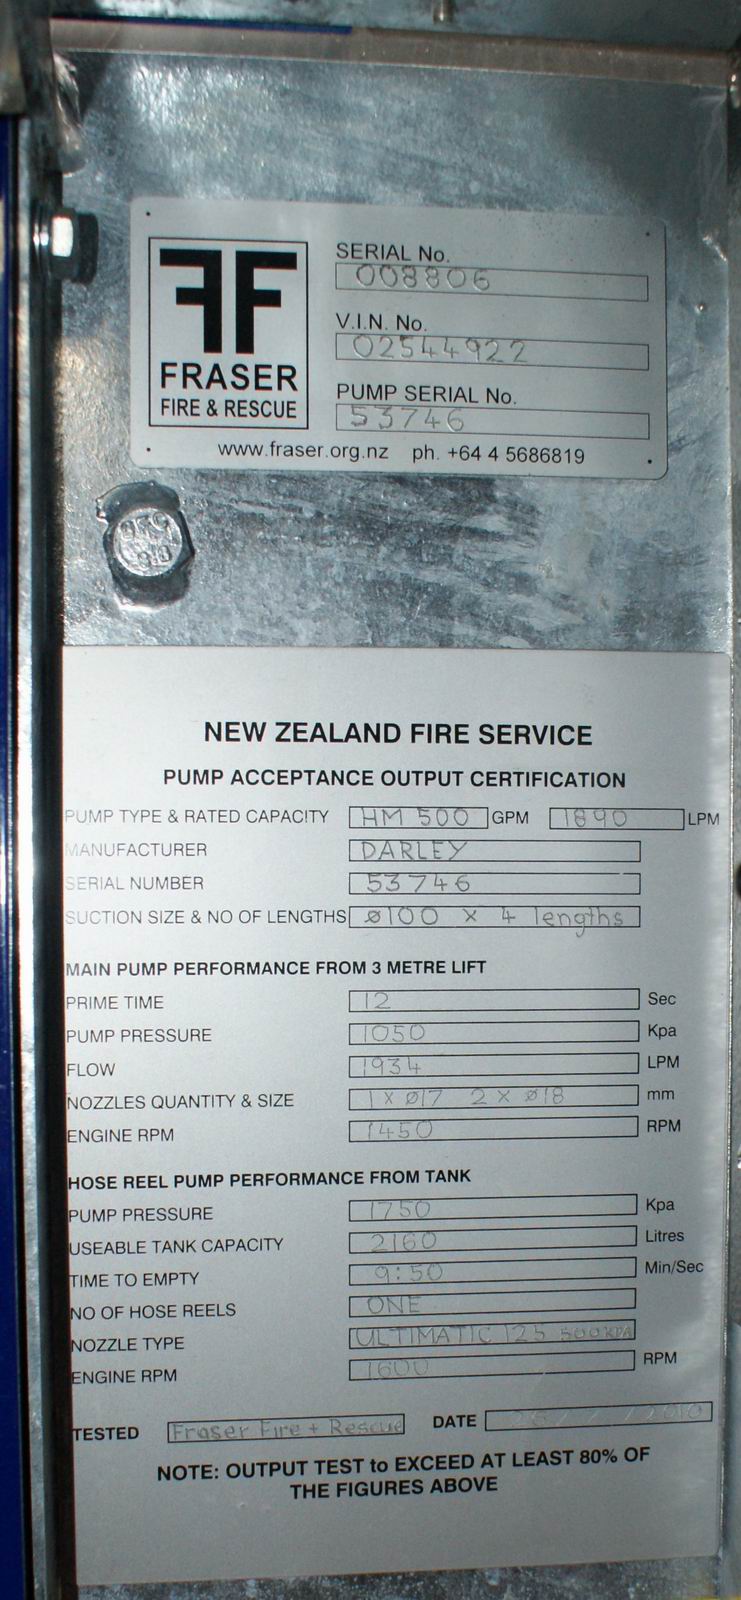 FF
FRASER
FIRE & RESCUE
SERIAL No.
008806
V.I.N. No.
02544922
PUMP SERIAL No.
53746
www.fraser.org.nz ph. +64 4 5686819
NEW ZEALAND FIRE SERVICE
PUMP ACCEPTANCE OUTPUT CERTIFICATION
PUMP TYPE & RATED CAPACITY HM 500 GPM 1890 LPM
MANUFACTURER DARLEY
SERIAL NUMBER 53746
SUCTION SIZE & NO OF LENGTHS ø100 x 4 lengths
MAIN PUMP PERFORMANCE FROM 3 METRE LIFT
PRIME TIME 12 Sec
PUMP PRESSURE 1050 Kpa
FLOW 1934 LPM
NOZZLES QUANTITY & SIZE 1 x ø17 2 x ø18 mm
ENGINE RPM 1450 RPM
HOSE REEL PUMP PERFORMANCE FROM TANK
PUMP PRESSURE 1750 Kpa
USEABLE TANK CAPACITY 2160 Litres
TIME TO EMPTY 9:50 Min/Sec
NO OF HOSE REELS ONE
NOZZLE TYPE ULTIMATIC 125 500KPA
ENGINE RPM 1600 RPM
TESTED Fraser Fire + Rescue DATE /2010
NOTE: OUTPUT TEST to EXCEED AT LEAST 80% OF
THE FIGURES ABOVE